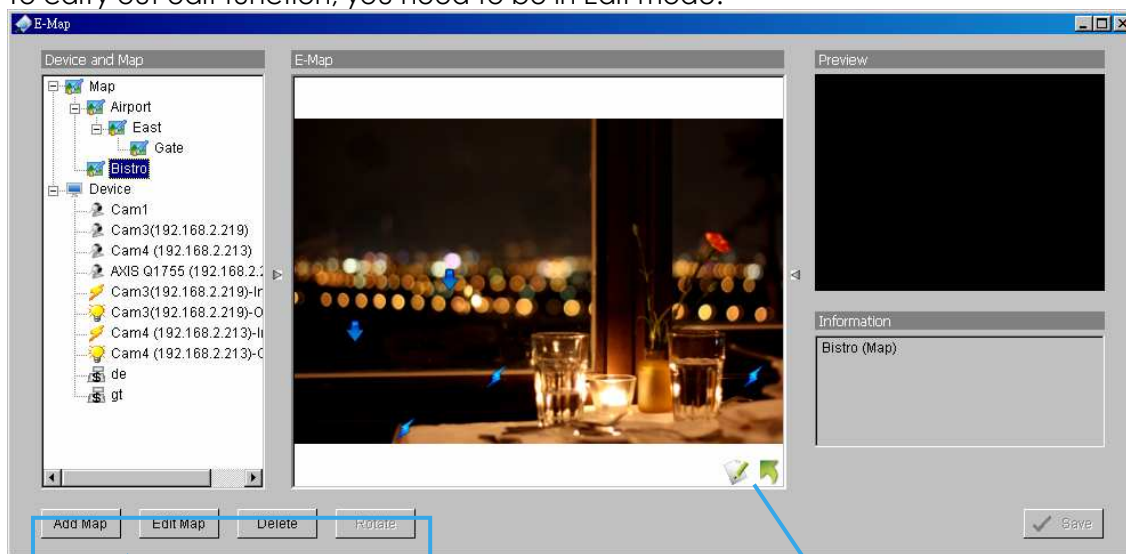 To carry out edit function, you need to be in Edit mode.
E-Map
Device and Map
E-Map
Preview
Map
Airport
East
Gate
Bistro
Device
Cam1
Cam3(192.168.2.219)
Cam4 (192.168.2.213)
AXIS Q1755 (192.168.2.
Cam3(192.168.2.219)-In
Cam3(192.168.2.219)-O
Cam4 (192.168.2.213)-In
Cam4 (192.168.2.213)-O
de
gt
Information
Bistro (Map)
Add Map
Edit Map
Delete
Rotate
Save